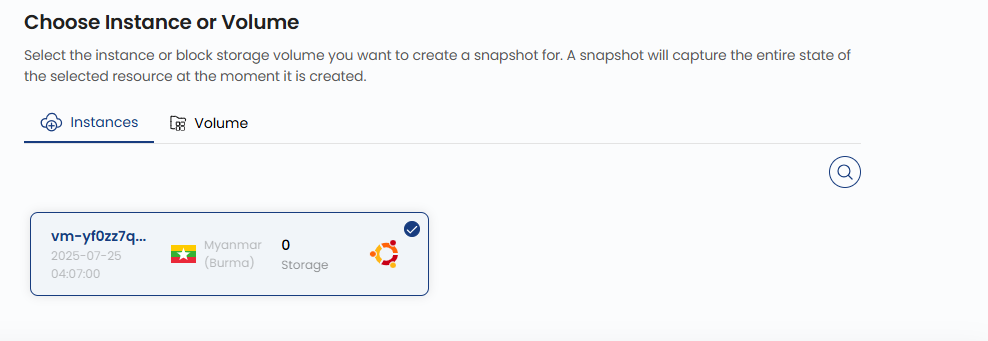 Choose Instance or Volume
Select the instance or block storage volume you want to create a snapshot for. A snapshot will capture the entire state of
the selected resource at the moment it is created.
Instances
Volume
vm-yf0zz7q...
2025-07-25
04:07:00
Myanmar
(Burma)
0
Storage